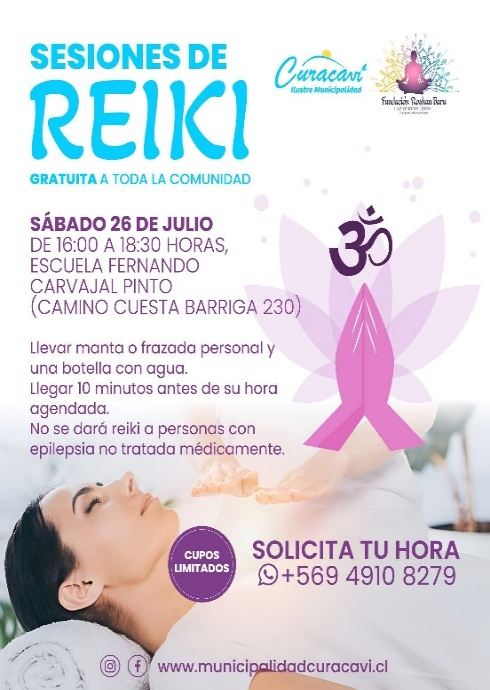 SESIONES DE
REIKI
GRATUITA A TODA LA COMUNIDAD
Curacaví
Ilustre Municipalidad
Fundación Roshan Baru
SÁBADO 26 DE JULIO
DE 16:00 A 18:30 HORAS,
ESCUELA FERNANDO
CARVAJAL PINTO
(CAMINO CUESTA BARRIGA 230)
ॐ
Llevar manta o frazada personal y
una botella con agua.
Llegar 10 minutos antes de su hora
agendada.
No se dará reiki a personas con
epilepsia no tratada médicamente.
CUPOS
LIMITADOS
SOLICITA TU HORA
+569 4910 8279
www.municipalidadcuracavi.cl